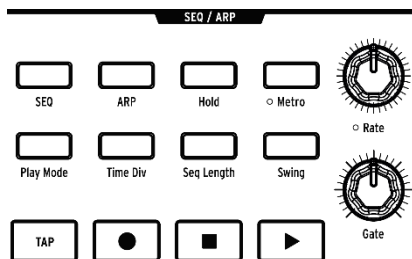 SEQ / ARP
SEQ ARP Hold ○ Metro
○ Rate
Play Mode Time Div Seq Length Swing
Gate
TAP